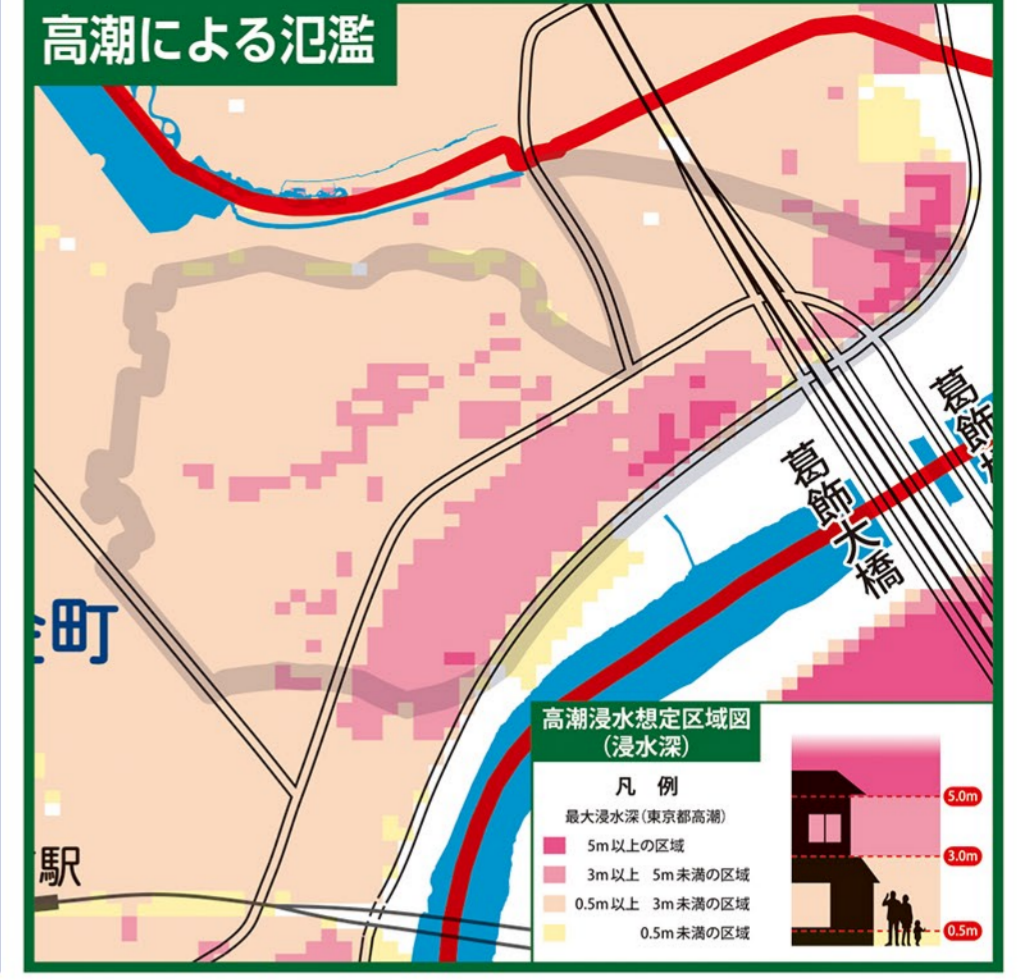 高潮による氾濫
葛飾
葛飾大橋
町
駅
高潮浸水想定区域図
(浸水深)
凡 例
最大浸水深(東京都高潮)
5m以上の区域
3m以上 5m未満の区域
0.5m以上 3m未満の区域
0.5m未満の区域
5.0m
3.0m
0.5m